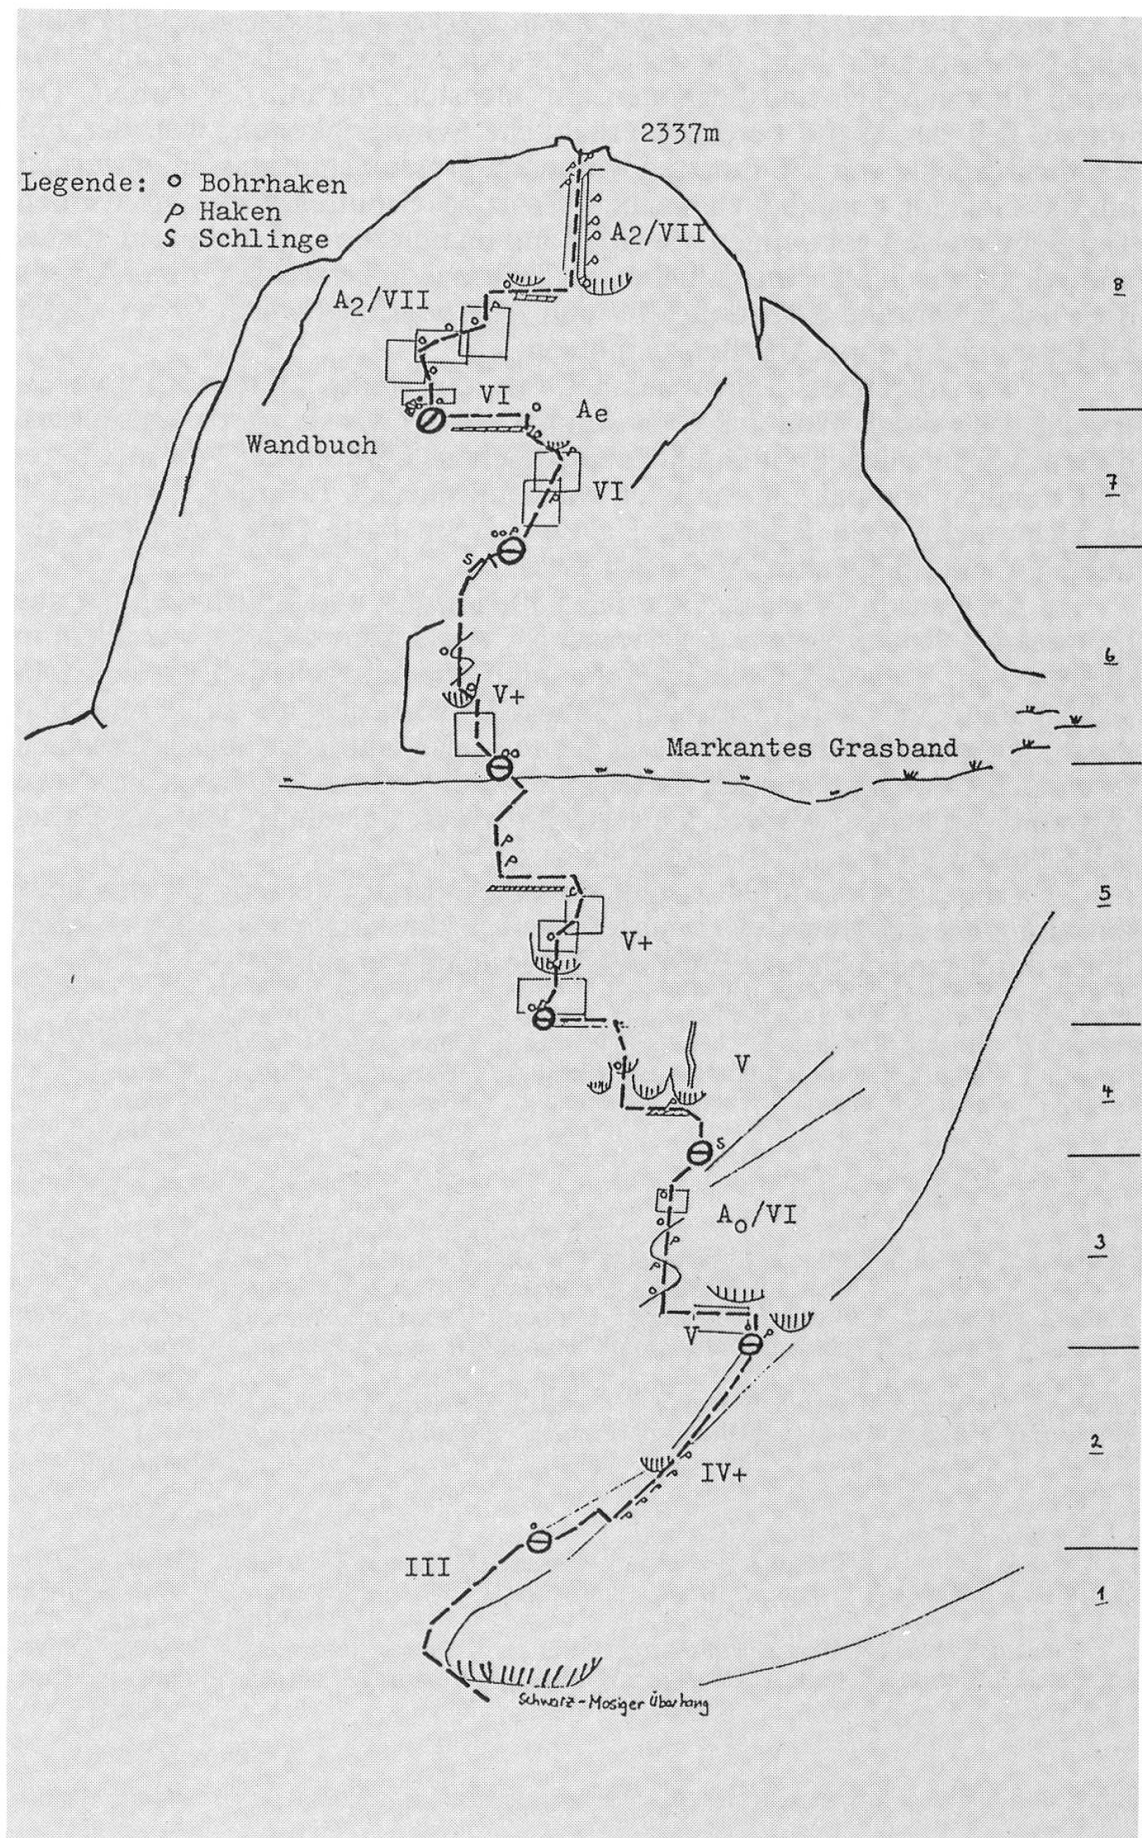 2337m
Legende: o Bohrhaken
Haken
s Schlinge
A2/VII
8
A2/VII
VI
Ae
Wandbuch
VI
7
s
6
V+
Markantes Grasband
5
V+
V
4
s
Ao/VI
3
V
2
IV+
III
1
Schwarz-Mosiger Überhang